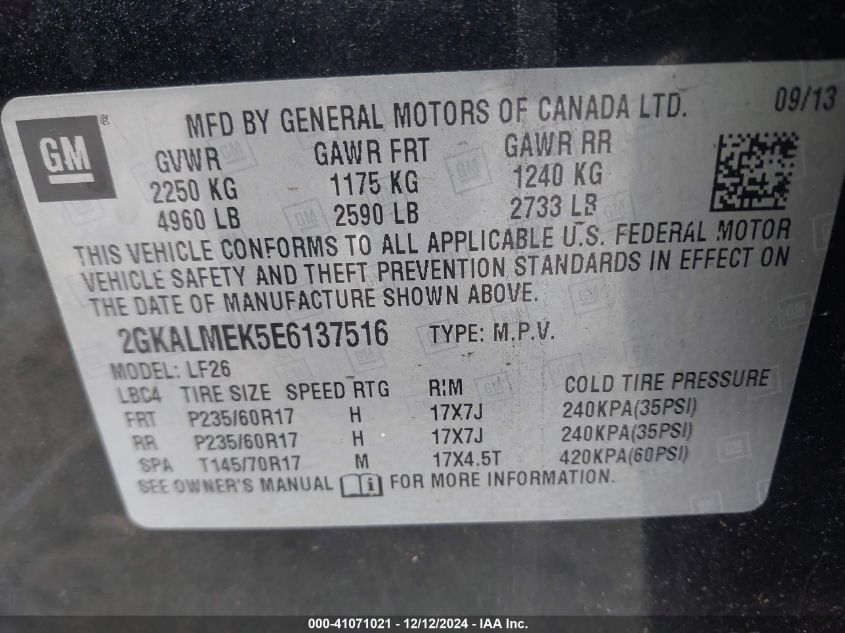 GM ®
MFD BY GENERAL MOTORS OF CANADA LTD. 09/13
GVWR GAWR FRT GAWR RR
2250 KG 1175 KG 1240 KG
4960 LB 2590 LB 2733 LB
THIS VEHICLE CONFORMS TO ALL APPLICABLE U.S. FEDERAL MOTOR
VEHICLE SAFETY AND THEFT PREVENTION STANDARDS IN EFFECT ON
THE DATE OF MANUFACTURE SHOWN ABOVE.
2GKALMEK5E6137516 TYPE: M.P.V.
MODEL: LF26
LBC4 TIRE SIZE SPEED RTG RIM COLD TIRE PRESSURE
FRT P235/60R17 H 17X7J 240KPA(35PSI)
RR P235/60R17 H 17X7J 240KPA(35PSI)
SPA T145/70R17 M 17X4.5T 420KPA(60PSI)
SEE OWNER'S MANUAL i FOR MORE INFORMATION.
000-41071021 - 12/12/2024 - IAA Inc.